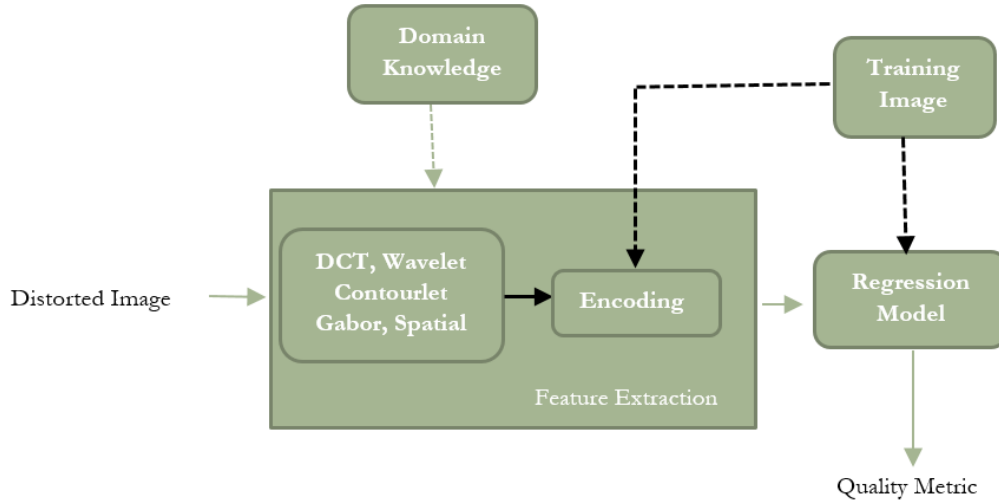 Domain
Knowledge
Training
Image
DCT, Wavelet
Contourlet
Gabor, Spatial
Encoding
Distorted Image
Regression
Model
Feature Extraction
Quality Metric